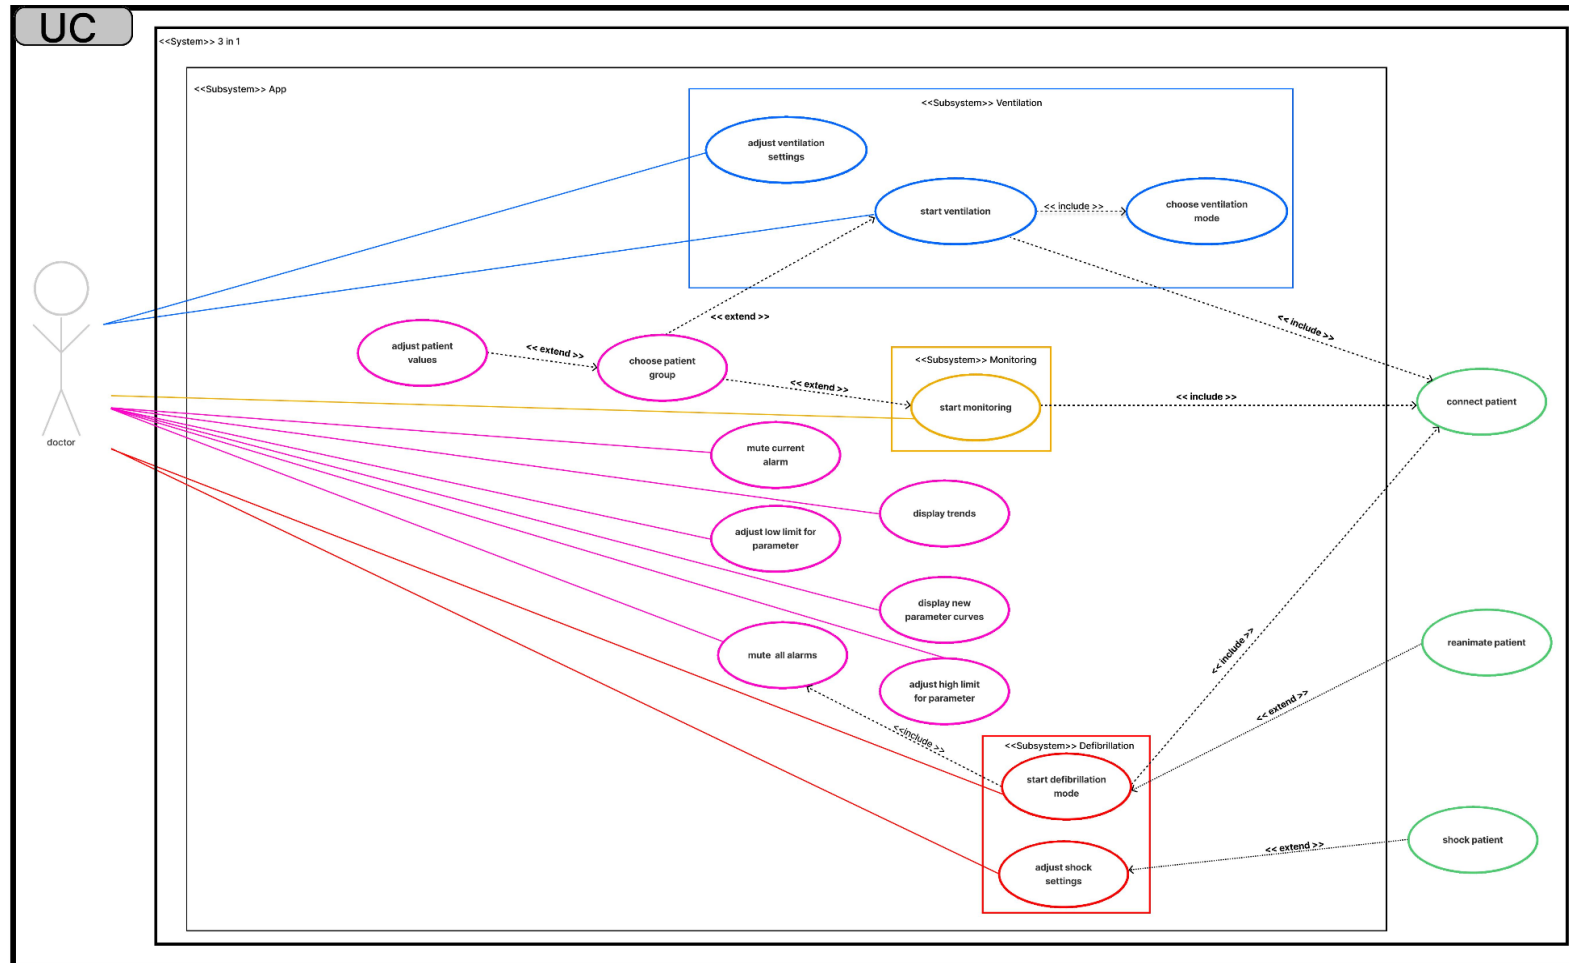 UC
<<System>> 3 in 1
<<Subsystem>> App
<<Subsystem>> Ventilation
adjust ventilation
settings
start ventilation
<< include >>
choose ventilation
mode
<< extend >>
<< include >>
adjust patient
values
<< extend >>
choose patient
group
<< extend >>
<<Subsystem>> Monitoring
start monitoring
<< include >>
connect patient
doctor
mute current
alarm
display trends
adjust low limit for
parameter
display new
parameter curves
mute all alarms
adjust high limit
for parameter
<< include >>
reanimate patient
<< extend >>
<<include >>
<<Subsystem>> Defibrillation
start defibrillation
mode
shock patient
<< extend >>
adjust shock
settings